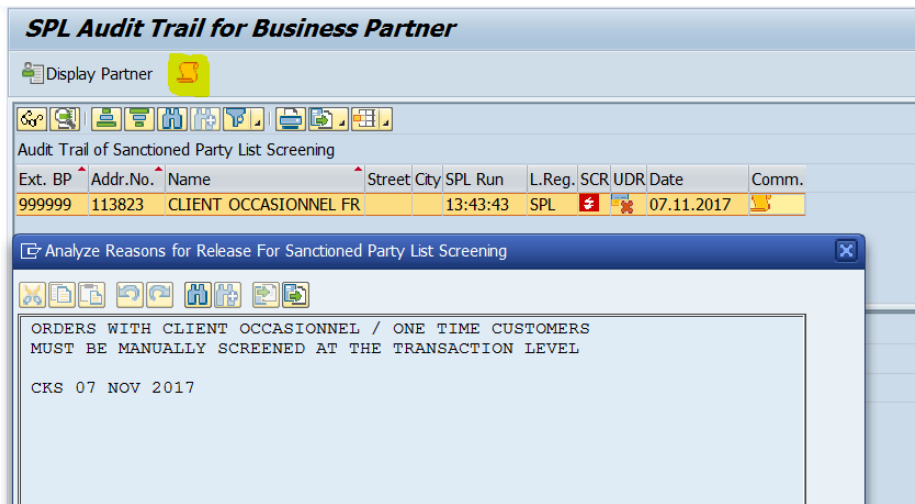 SPL Audit Trail for Business Partner
Display Partner
Audit Trail of Sanctioned Party List Screening
Ext. BP Addr.No. Name Street City SPL Run L.Reg. SCR UDR Date Comm.
999999 113823 CLIENT OCCASIONNEL FR 13:43:43 SPL 07.11.2017
Analyze Reasons for Release For Sanctioned Party List Screening
ORDERS WITH CLIENT OCCASIONNEL / ONE TIME CUSTOMERS
MUST BE MANUALLY SCREENED AT THE TRANSACTION LEVEL
CKS 07 NOV 2017